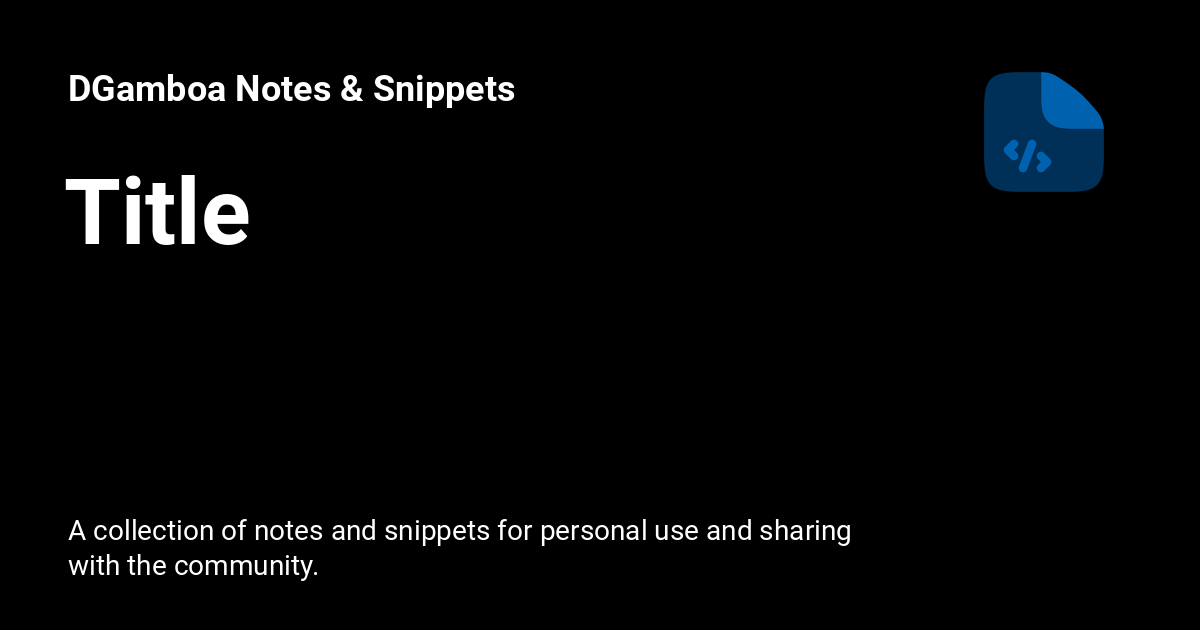 DGamboa Notes & Snippets
Title
</>
A collection of notes and snippets for personal use and sharing
with the community.